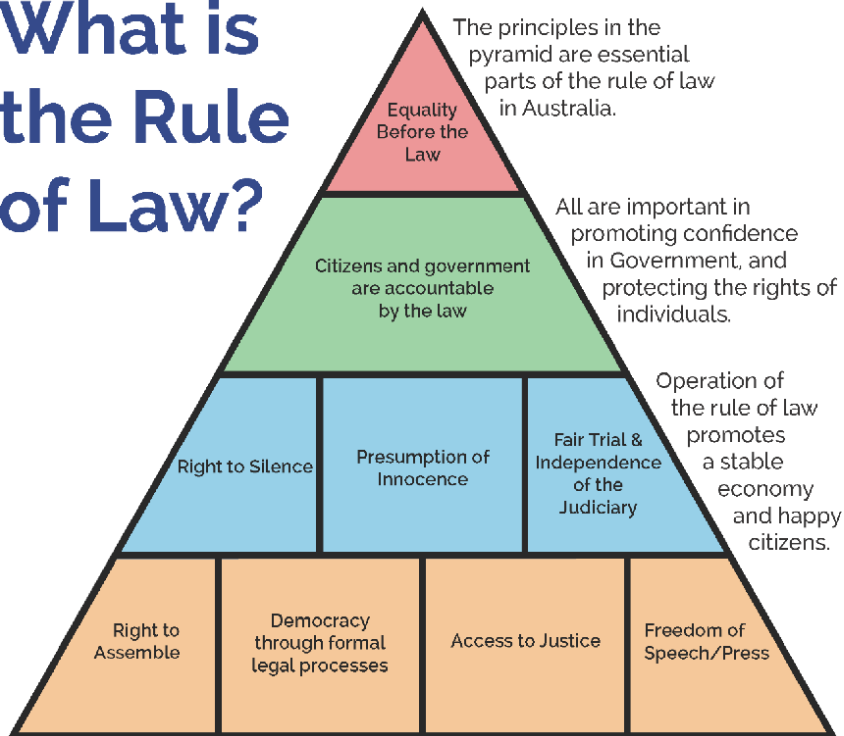 What is
the Rule
of Law?
The principles in the
pyramid are essential
parts of the rule of law
in Australia.
Equality
Before the
Law
All are important in
promoting confidence
in Government, and
protecting the rights of
individuals.
Citizens and government
are accountable
by the law
Operation of
the rule of law
promotes
a stable
economy
and happy
citizens.
Right to Silence
Presumption of
Innocence
Fair Trial &
Independence
of the
Judiciary
Right to
Assemble
Democracy
through formal
legal processes
Access to Justice
Freedom of
Speech/Press